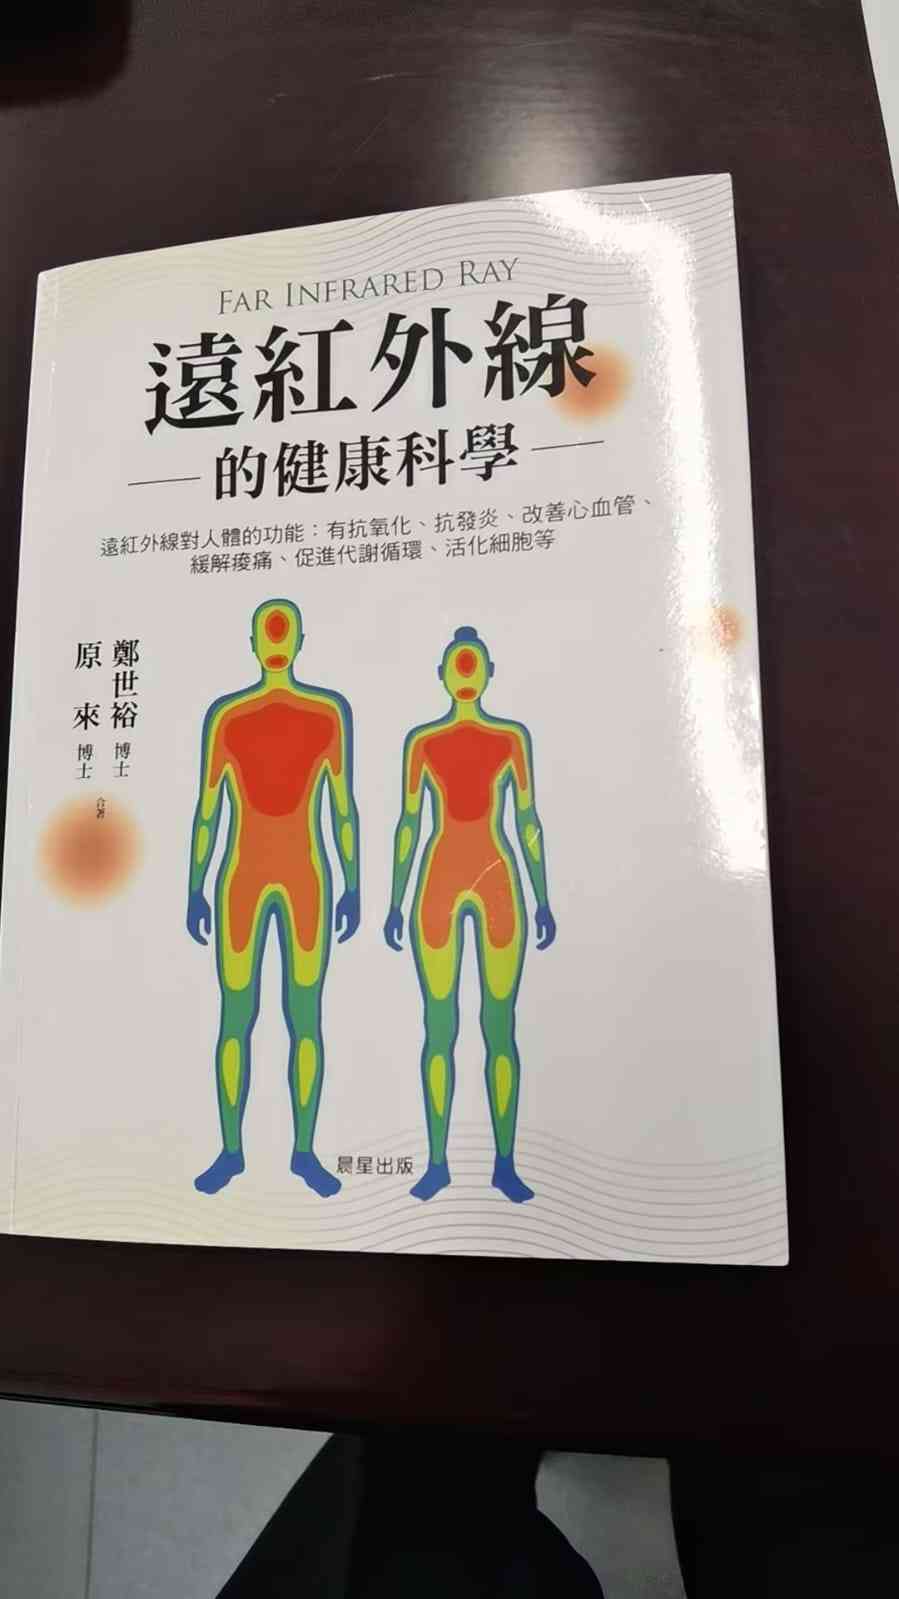 FAR INFRARED RAY
遠紅外線
的健康科學
遠紅外線對人體的功能：有抗氧化、抗發炎、改善心血管、
緩解痠痛、促進代謝循環、活化細胞等
鄭世裕 博士
原來 博士
合著
晨星出版